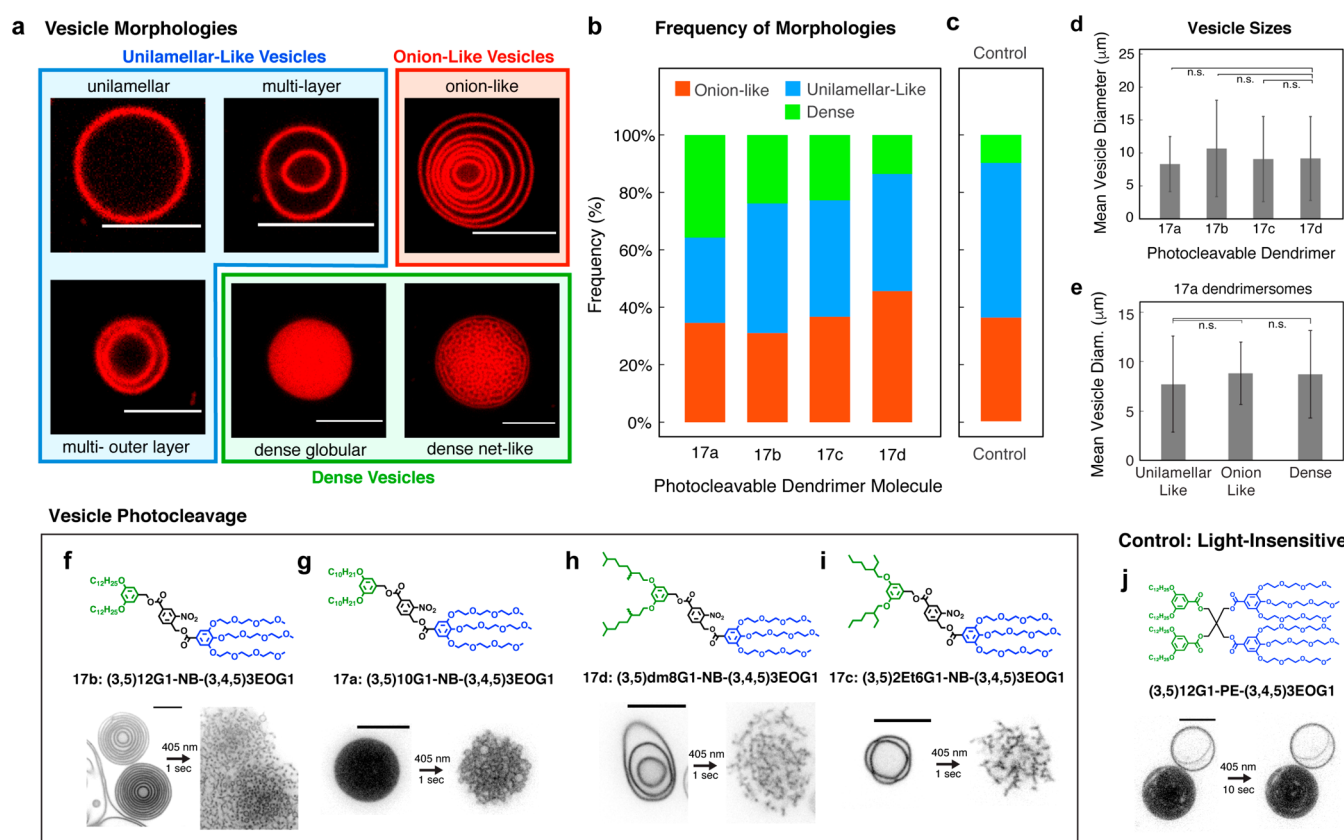 a Vesicle Morphologies
Unilamellar-Like Vesicles
Onion-Like Vesicles
unilamellar
multi-layer
onion-like
multi- outer layer
dense globular
dense net-like
Dense Vesicles
b Frequency of Morphologies
Onion-like
Unilamellar-Like
Dense
Frequency (%)
100%
80%
60%
40%
20%
0%
17a 17b 17c 17d
Photocleavable Dendrimer Molecule
c
Control
Control
d Vesicle Sizes
Mean Vesicle Diameter (μm)
25
20
15
10
5
0
n.s.
n.s.
n.s.
17a 17b 17c 17d
Photocleavable Dendrimer
e 17a dendrimersomes
Mean Vesicle Diam. (μm)
15
10
5
0
n.s.
n.s.
Unilamellar
Like
Onion
Like
Dense
Vesicle Photocleavage
f
C12H25O
C12H25O
O
O
NO2
O
O
17b: (3,5)12G1-NB-(3,4,5)3EOG1
405 nm
1 sec
g
C10H21O
C10H21O
NO2
17a: (3,5)10G1-NB-(3,4,5)3EOG1
405 nm
1 sec
h
NO2
17d: (3,5)dm8G1-NB-(3,4,5)3EOG1
405 nm
1 sec
i
NO2
17c: (3,5)2Et6G1-NB-(3,4,5)3EOG1
405 nm
1 sec
Control: Light-Insensitive
j
(3,5)12G1-PE-(3,4,5)3EOG1
405 nm
10 sec